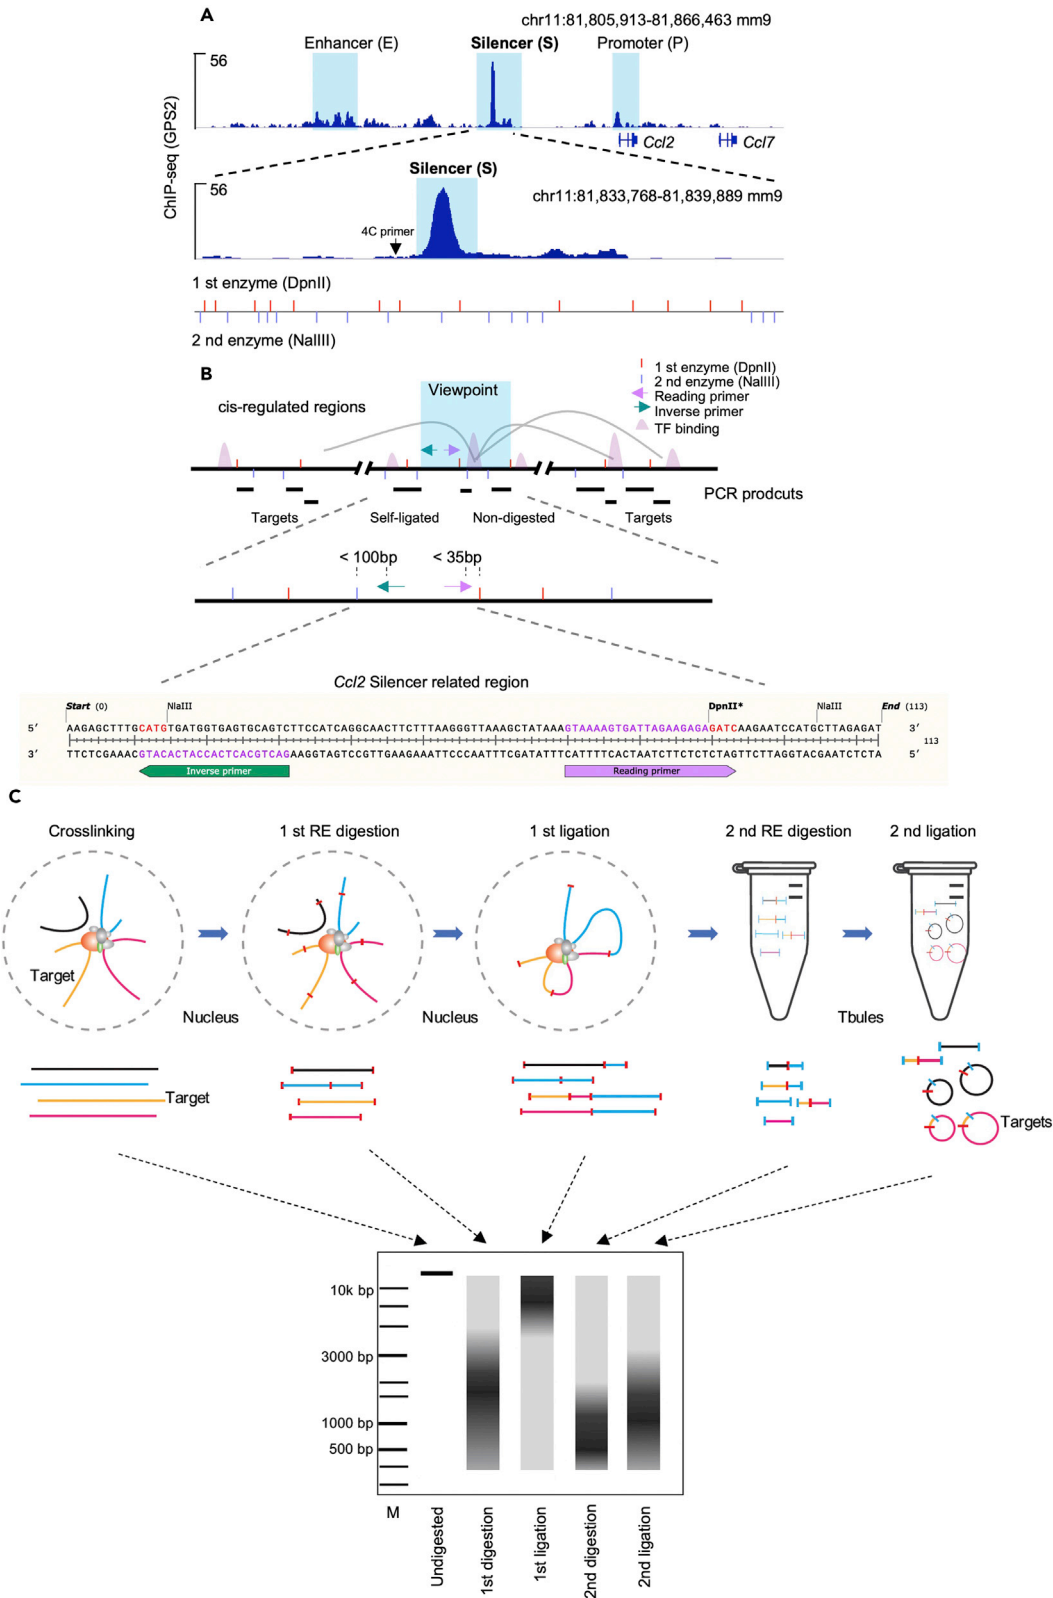 A
chr11:81,805,913-81,866,463 mm9
Enhancer (E) Silencer (S) Promoter (P)
56
ChIP-seq (GPS2)
Ccl2 Ccl7
Silencer (S)
56
chr11:81,833,768-81,839,889 mm9
4C primer
1 st enzyme (DpnII)
2 nd enzyme (NaIIII)
B
1 st enzyme (DpnII)
2 nd enzyme (NaIIII)
Reading primer
Inverse primer
TF binding
Viewpoint
cis-regulated regions
PCR prodcuts
Targets Self-ligated Non-digested Targets
< 100bp < 35bp
Ccl2 Silencer related region
Start (0) NlaIII DpnII* NlaIII End (113)
5′ AAGAGCTTTGCATGTGATGGTGAGTGCAGTCTTCCATCAGGCAACTTCTTTAAGGGTTAAAGCTATAAAGTAAAAGTGATTAGAAGAGAGATCAAGAATCCATGCTTAGAGAT 3′
113
3′ TTCTCGAAACGTACACTACCACTCACGTCAGAAGGTAGTCCGTTGAAGAAATTCCCAATTTCGATATTTCATTTTCACTAATCTTCTCTCTAGTTCTTAGGTACGAATCTCTA 5′
Inverse primer Reading primer
C
Crosslinking 1 st RE digestion 1 st ligation 2 nd RE digestion 2 nd ligation
Target
Nucleus Nucleus Tbules
Target
Targets
10k bp
3000 bp
1000 bp
500 bp
M Undigested 1st digestion 1st ligation 2nd digestion 2nd ligation